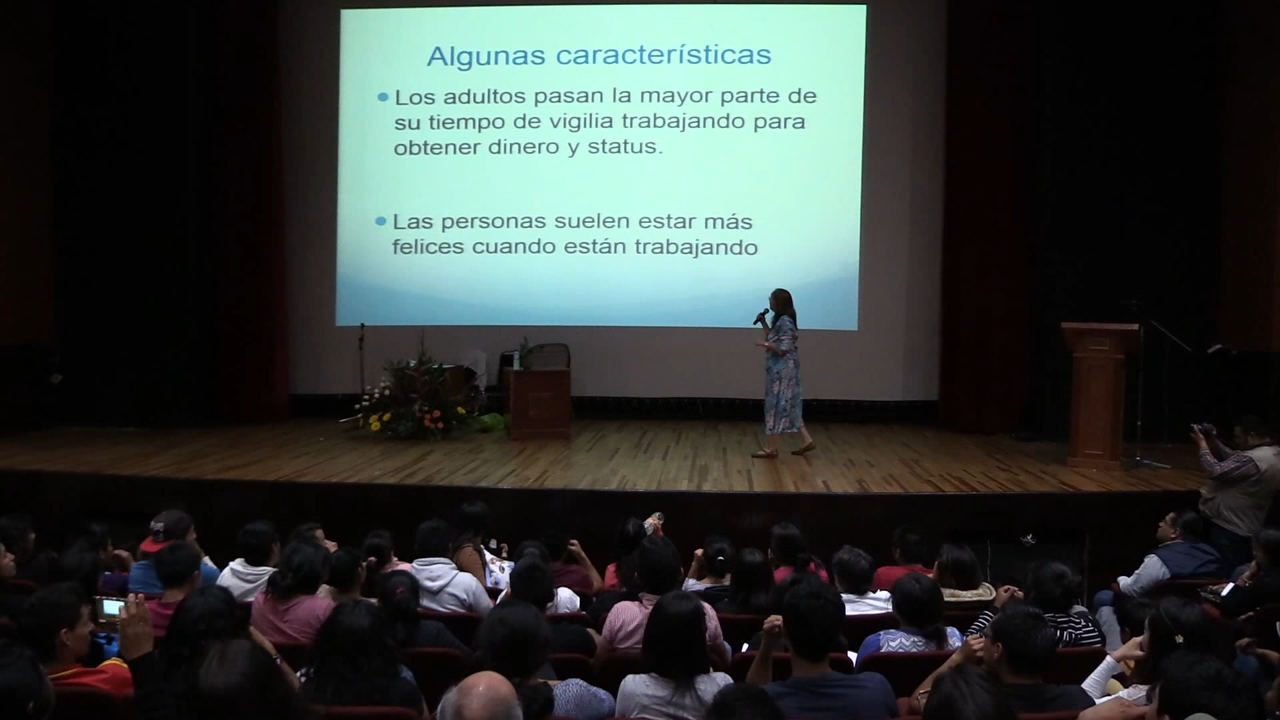 Algunas características
Los adultos pasan la mayor parte de
su tiempo de vigilia trabajando para
obtener dinero y status.
Las personas suelen estar más
felices cuando están trabajando